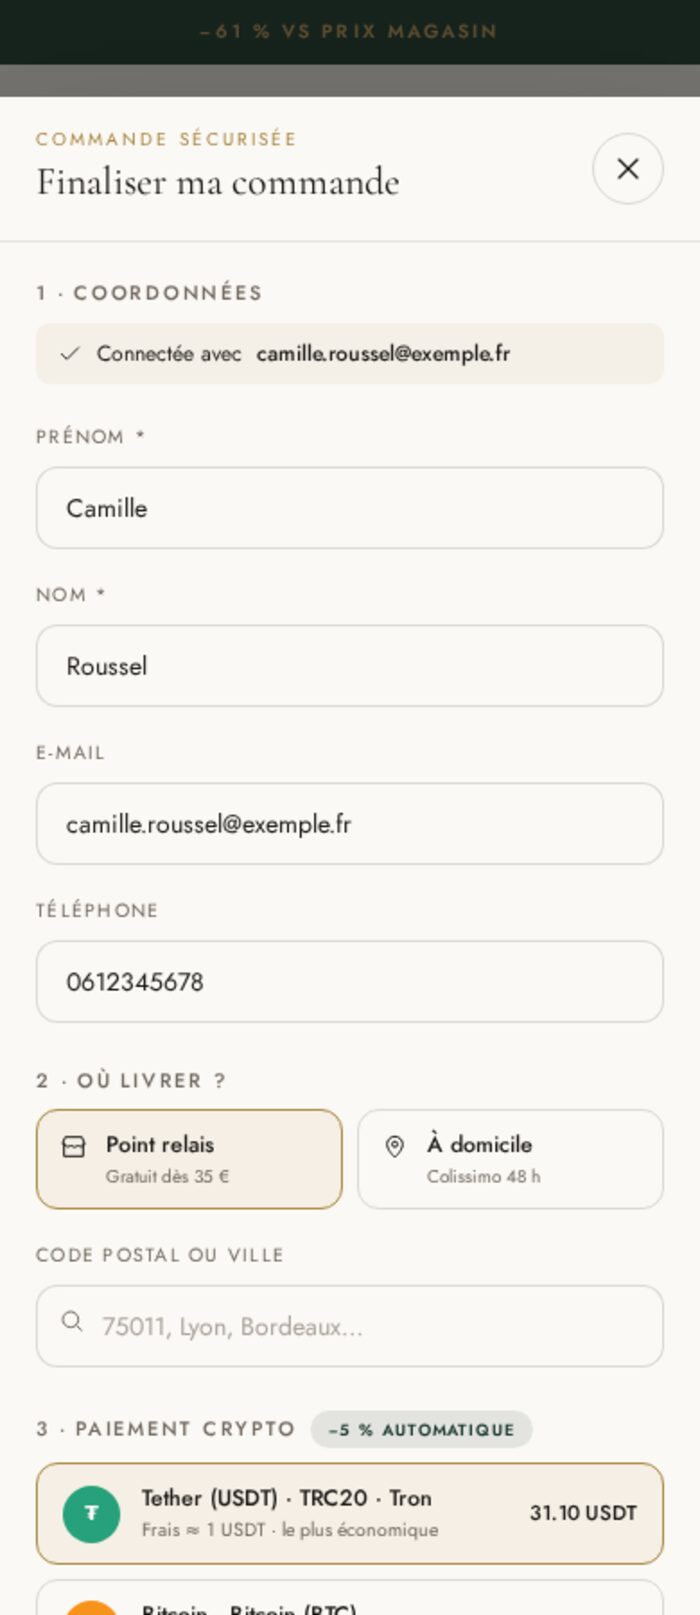 −61 % VS PRIX MAGASIN
COMMANDE SÉCURISÉE
Finaliser ma commande
1 · COORDONNÉES
Connectée avec camille.roussel@exemple.fr
PRÉNOM *
Camille
NOM *
Roussel
E-MAIL
camille.roussel@exemple.fr
TÉLÉPHONE
0612345678
2 · OÙ LIVRER ?
Point relais
Gratuit dès 35 €
À domicile
Colissimo 48 h
CODE POSTAL OU VILLE
75011, Lyon, Bordeaux…
3 · PAIEMENT CRYPTO −5 % AUTOMATIQUE
Tether (USDT) · TRC20 · Tron
Frais ≈ 1 USDT · le plus économique
31.10 USDT
Bitcoin · Bitcoin (BTC)